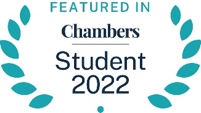 FEATURED IN
Chambers
Student
2022